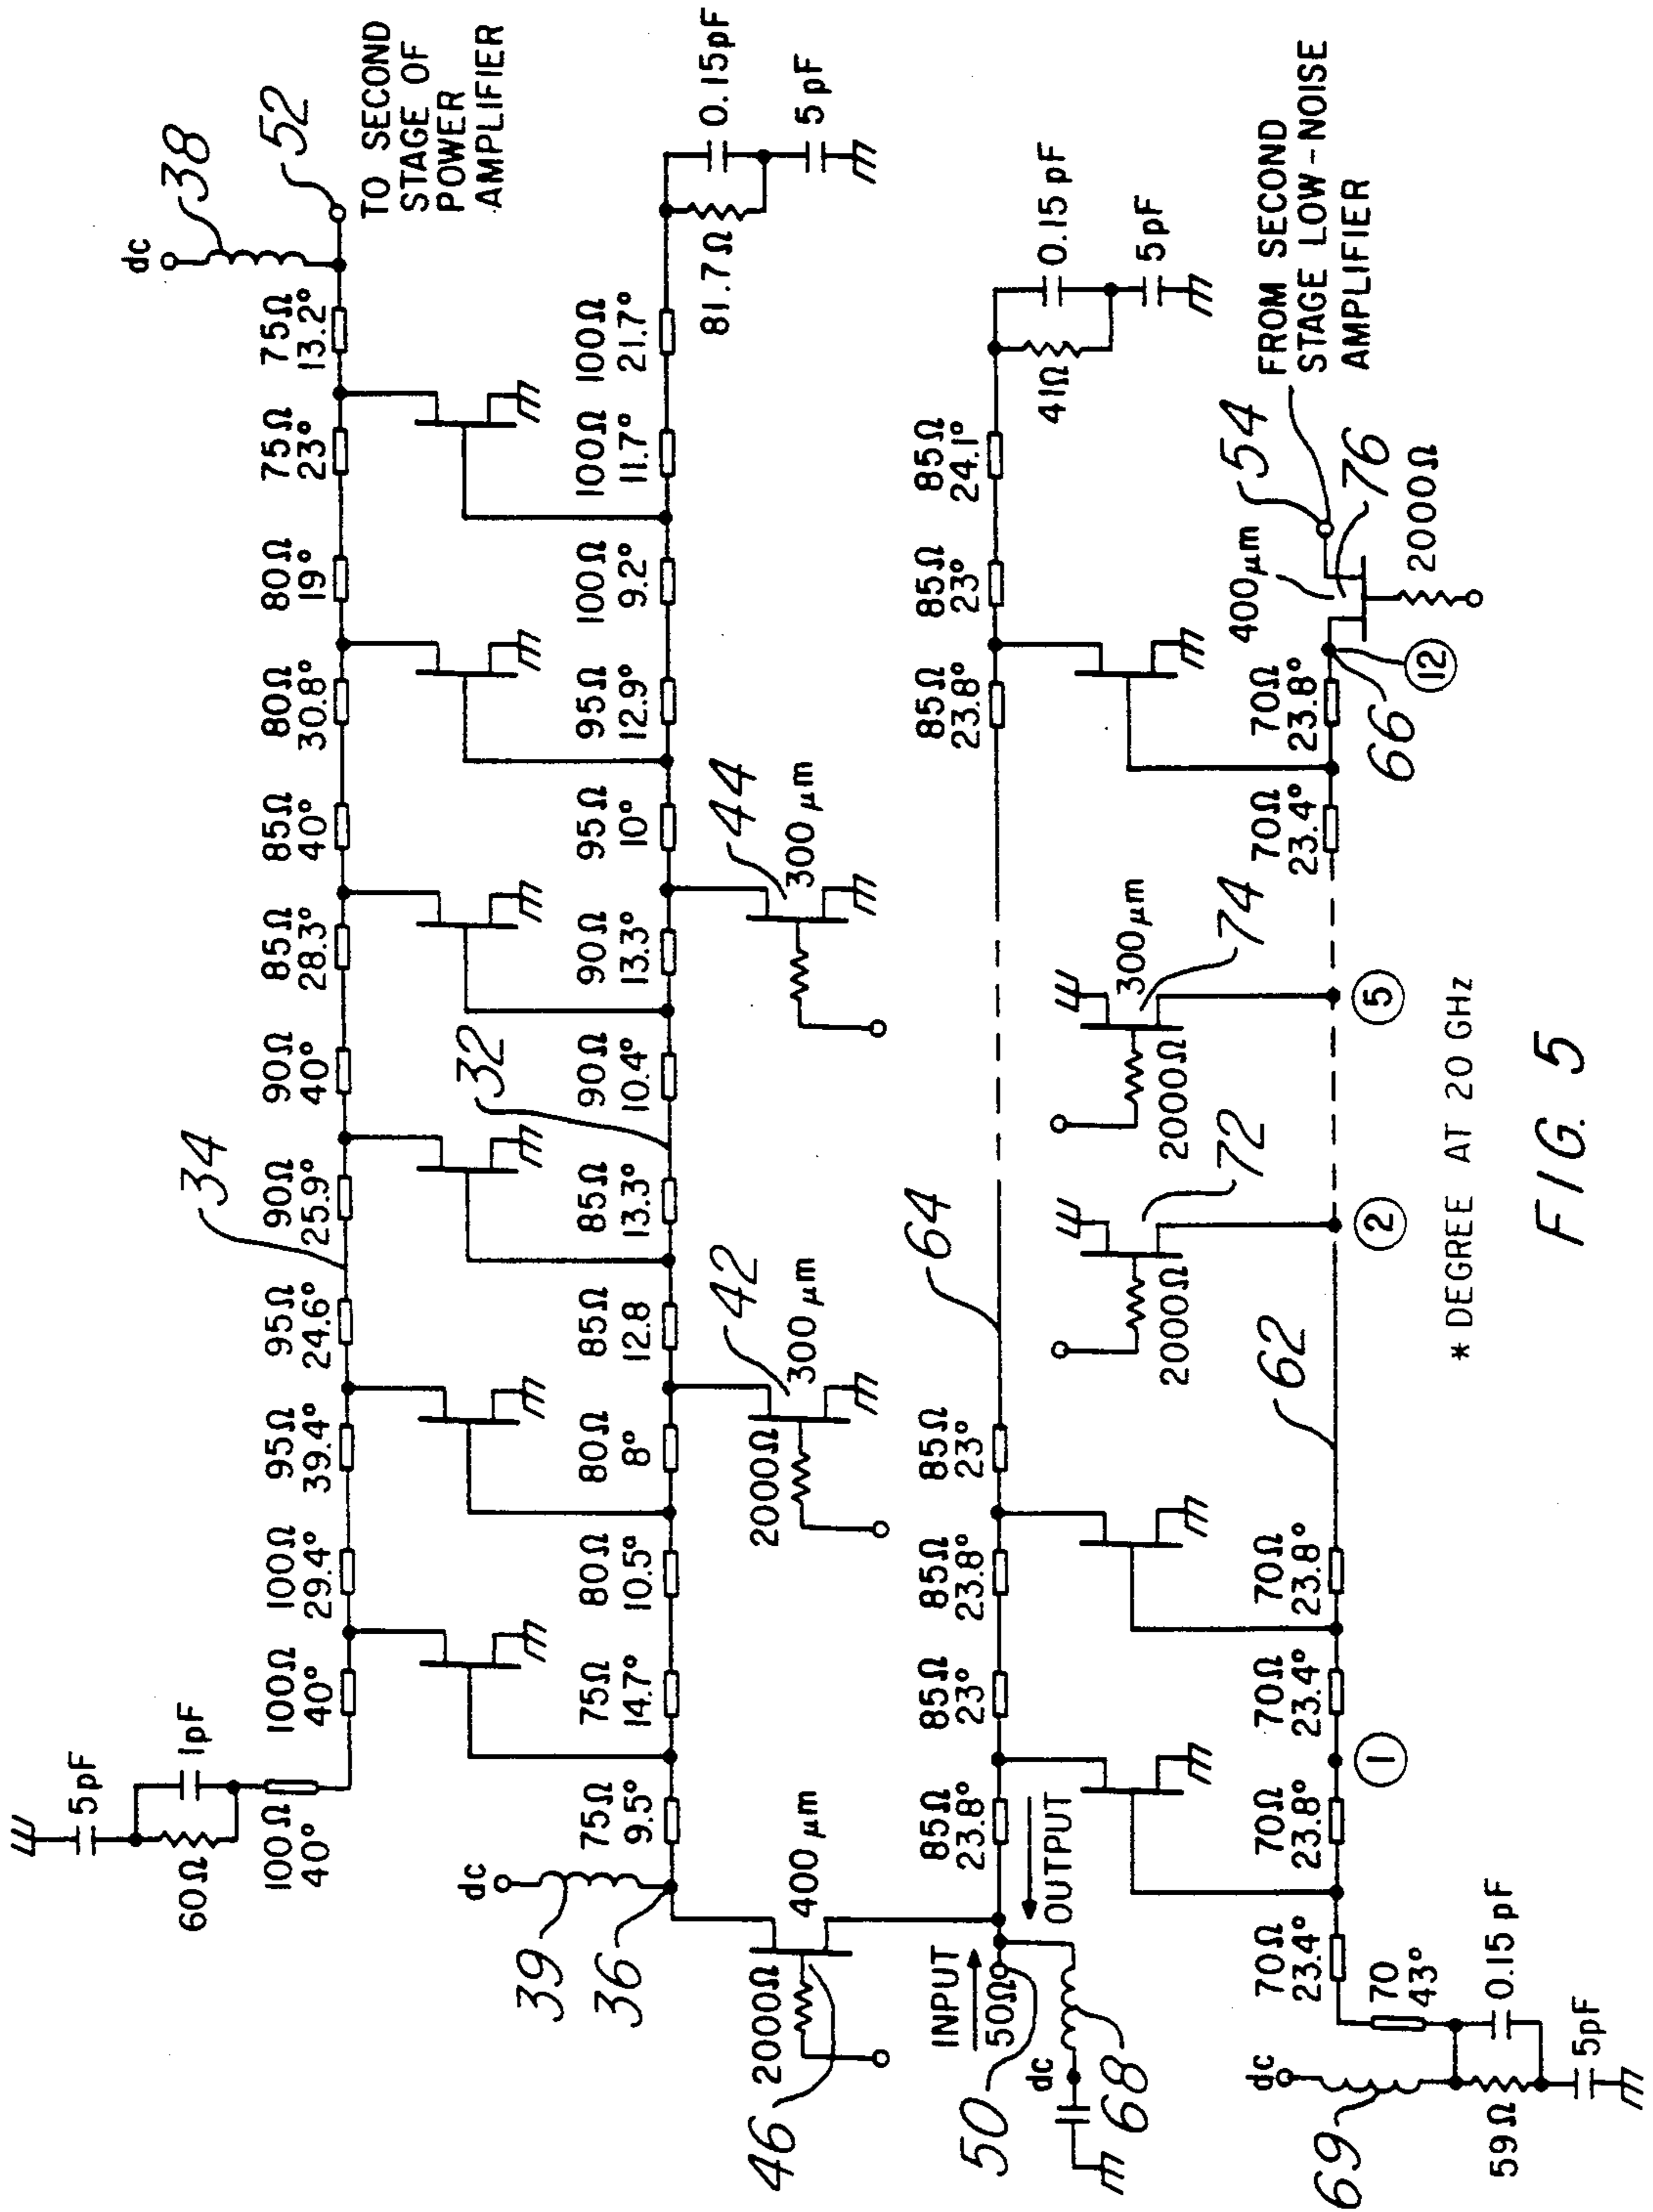 38
dc
52
TO SECOND
STAGE OF
POWER
AMPLIFIER
34
5pF
1pF
60Ω
100Ω
40°
100Ω
40°
100Ω
29.4°
95Ω
39.4°
95Ω
24.6°
90Ω
25.9°
90Ω
40°
85Ω
28.3°
85Ω
40°
80Ω
30.8°
80Ω
19°
75Ω
23°
75Ω
13.2°
32
dc
39
36
75Ω
9.5°
75Ω
14.7°
80Ω
10.5°
80Ω
8°
85Ω
12.8
85Ω
13.3°
90Ω
10.4°
90Ω
13.3°
95Ω
10°
95Ω
12.9°
100Ω
9.2°
100Ω
11.7°
100Ω
21.7°
81.7Ω
0.15pF
5pF
46
2000Ω
400 μm
2000Ω
42
300 μm
44
300 μm
INPUT
50Ω
OUTPUT
50
dc
68
85Ω
23.8°
85Ω
23°
85Ω
23.8°
85Ω
23°
64
85Ω
23.8°
85Ω
23°
85Ω
24.1°
41Ω
0.15pF
5pF
2000Ω
72
2000Ω
300μm
74
dc
69
59Ω
0.15pF
5pF
70
43°
70Ω
23.4°
70Ω
23.8°
70Ω
23.4°
70Ω
23.8°
62
70Ω
23.4°
70Ω
23.8°
1
2
5
12
66
400μm
54
76
2000Ω
FROM SECOND
STAGE LOW-NOISE
AMPLIFIER
* DEGREE AT 20 GHz
FIG. 5